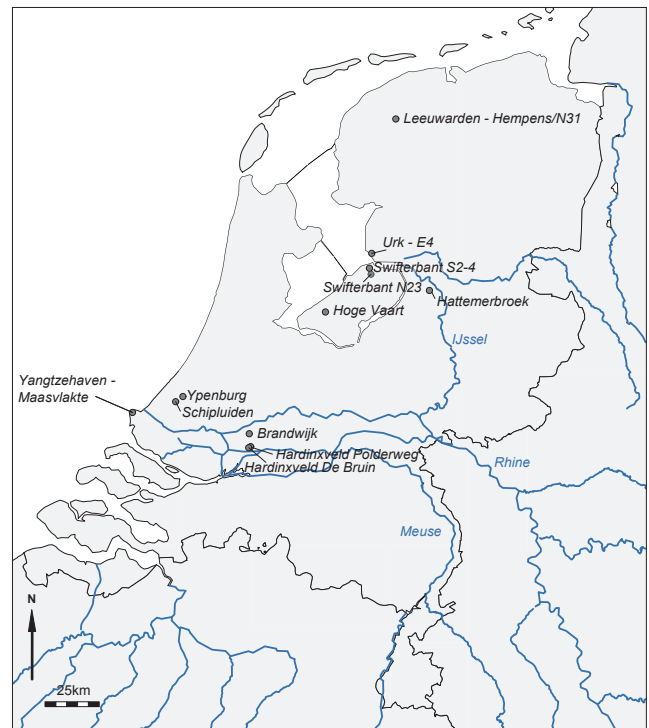 Leeuwarden - Hempens/N31
Urk - E4
Swifterbant S2-4
Swifterbant N23
Hattemerbroek
Hoge Vaart
IJssel
Yangtzehaven -
Maasvlakte
Ypenburg
Schipluiden
Brandwijk
Hardinxveld Polderweg
Hardinxveld De Bruin
Rhine
Meuse
N
25km